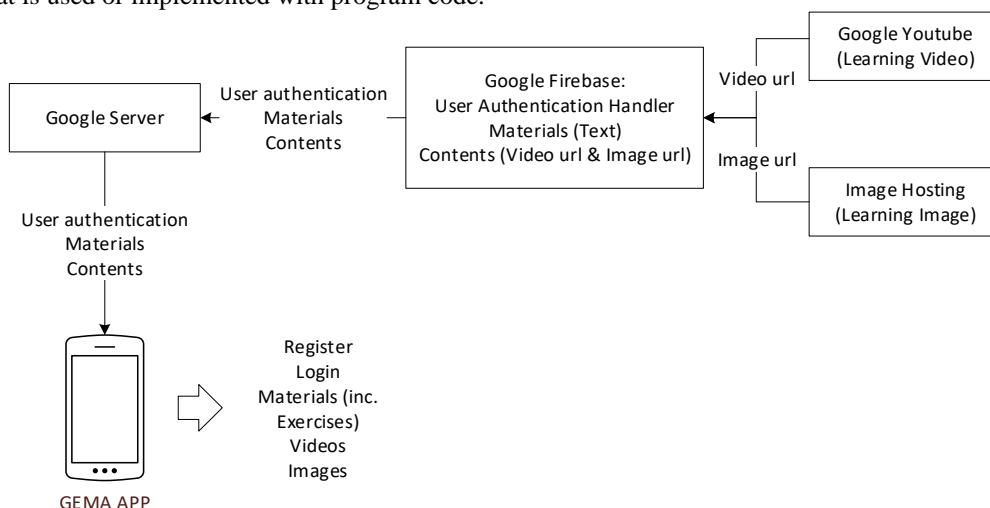 at is used or implemented with program code.
Google Youtube
(Learning Video)
Video url
Google Firebase:
User Authentication Handler
Materials (Text)
Contents (Video url & Image url)
User authentication
Materials
Contents
Google Server
Image url
Image Hosting
(Learning Image)
User authentication
Materials
Contents
Register
Login
Materials (inc.
Exercises)
Videos
Images
GEMA APP